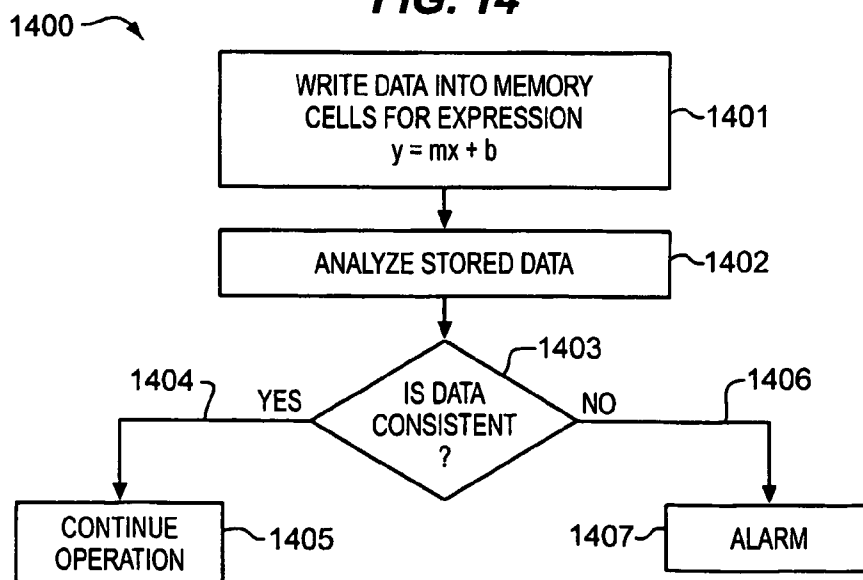 FIG. 14
1400
WRITE DATA INTO MEMORY
CELLS FOR EXPRESSION
y = mx + b
1401
ANALYZE STORED DATA
1402
1403
1404
YES
IS DATA
CONSISTENT
?
NO
1406
CONTINUE
OPERATION
1405
1407
ALARM